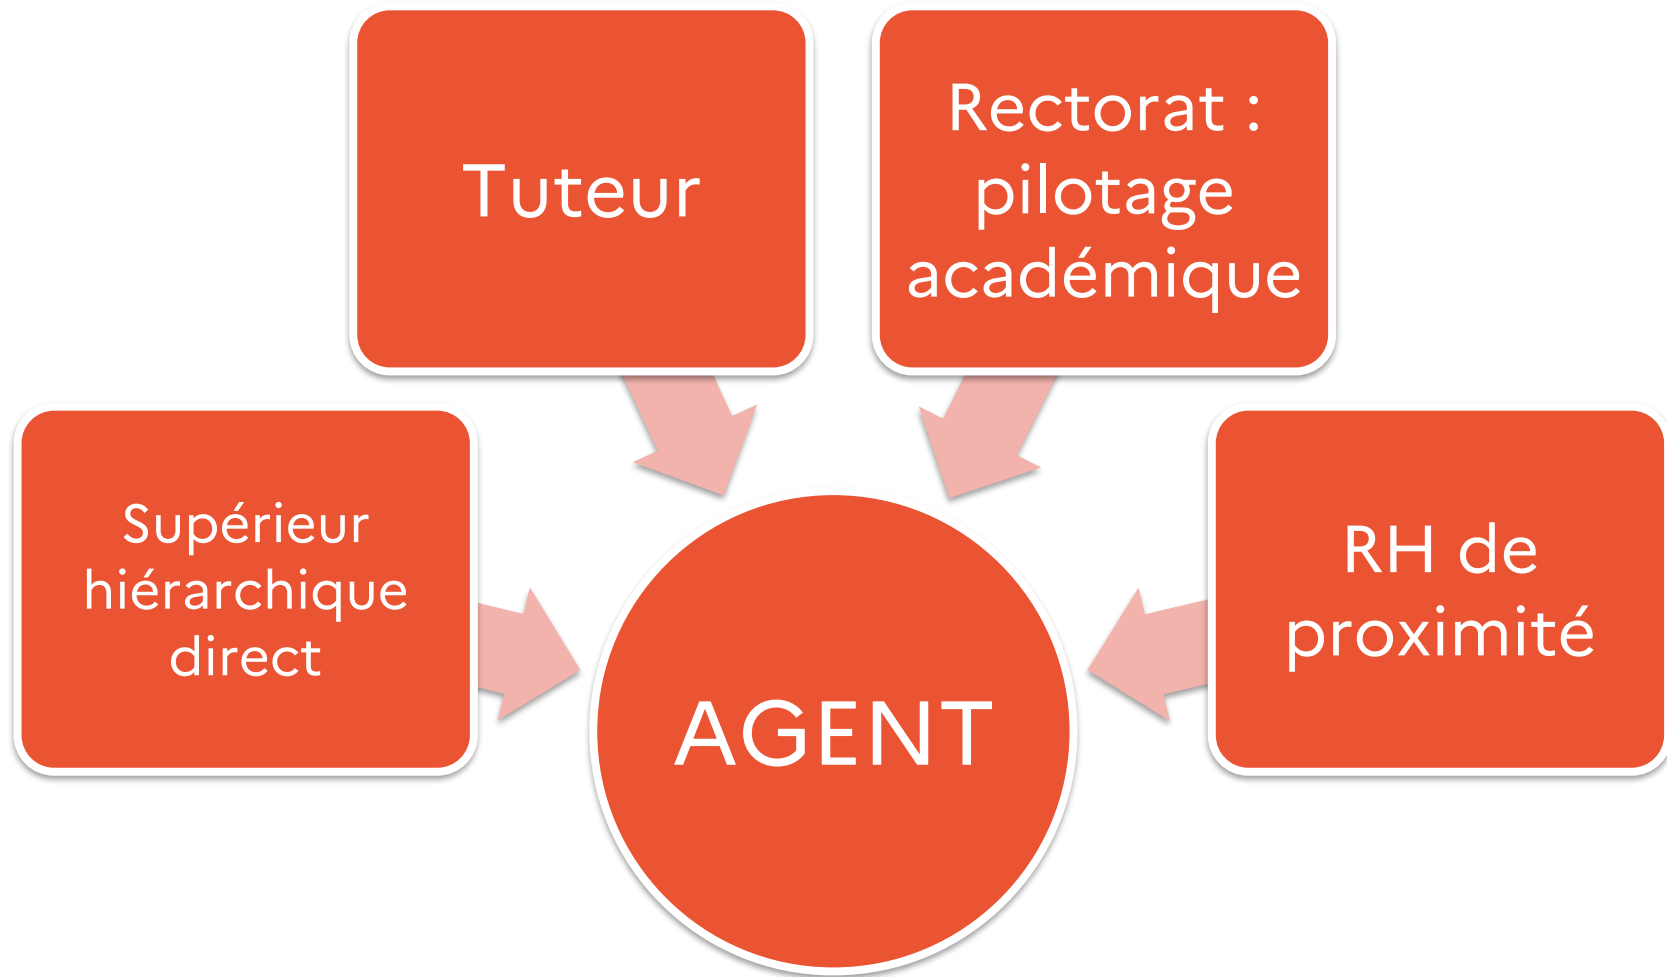 Tuteur
Rectorat :
pilotage
académique
Supérieur
hiérarchique
direct
RH de
proximité
AGENT